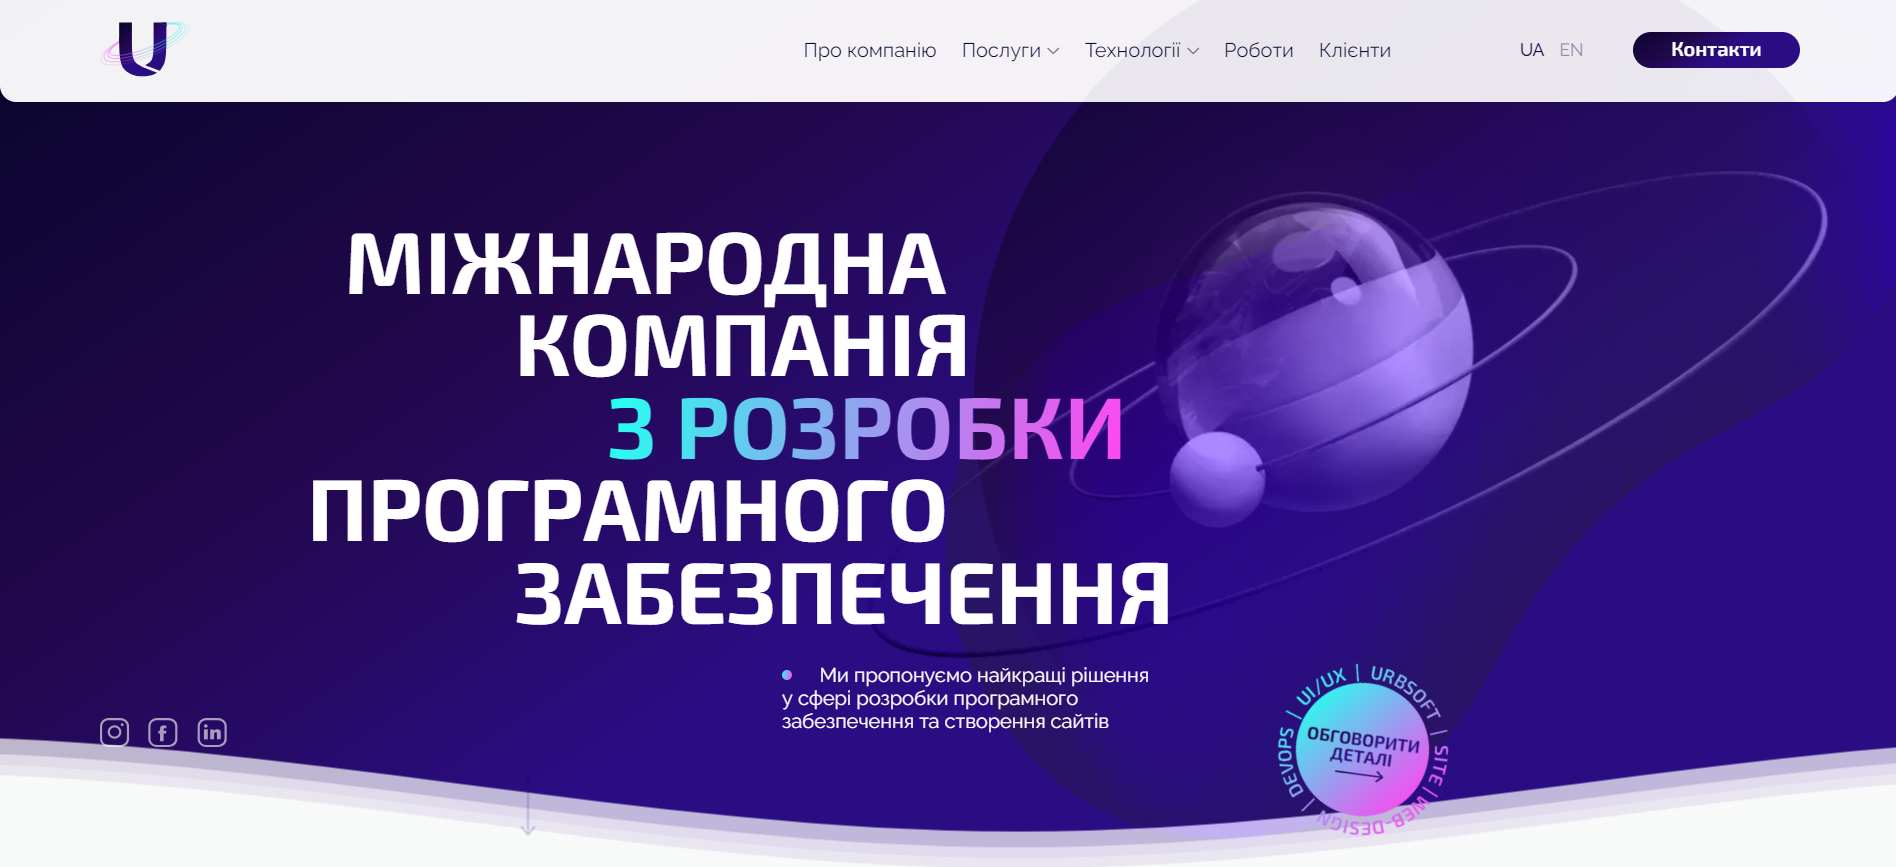 U
Про компанію
Послуги
Технології
Роботи
Клієнти
UA
EN
Контакти
МІЖНАРОДНА
КОМПАНІЯ
З РОЗРОБКИ
ПРОГРАМНОГО
ЗАБЕЗПЕЧЕННЯ
Ми пропонуємо найкращі рішення
у сфері розробки програмного
забезпечення та створення сайтів
ОБГОВОРИТИ
ДЕТАЛІ
URBSOFT | SITE | WEB-DESIGN | DEVOPS | UI/UX |